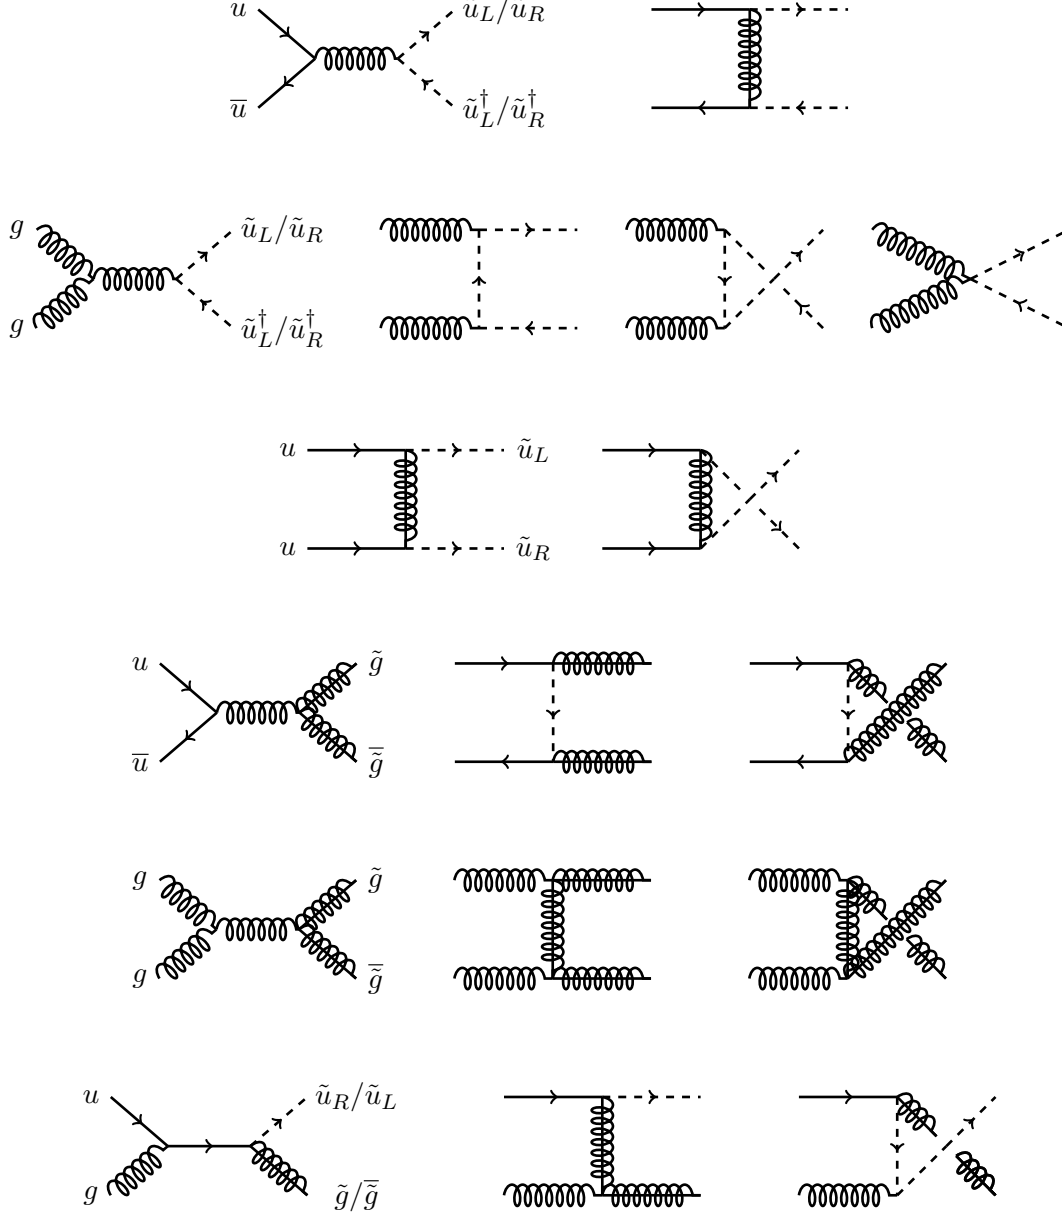 u
u_L/u_R
u̅
ũ_L^†/ũ_R^†
g
ũ_L/ũ_R
g
ũ_L^†/ũ_R^†
u
ũ_L
u
ũ_R
u
g̃
u̅
g̃̅
g
g̃
g
g̃̅
u
ũ_R/ũ_L
g
g̃/g̃̅